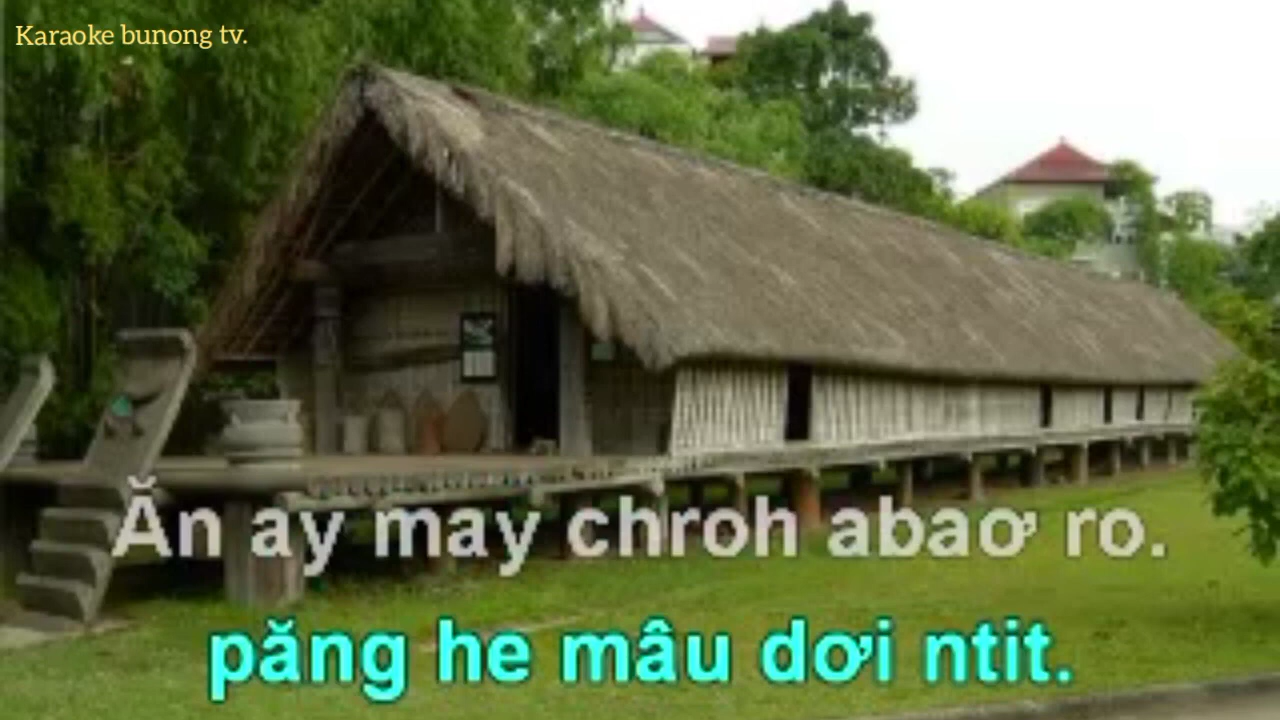 Karaoke bunong tv.
Ăn ay may chroh abaơ ro.
păng he mâu dơi ntit.